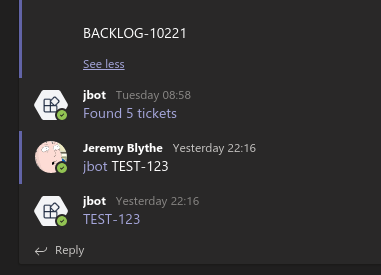 BACKLOG-10221
See less
jbot Tuesday 08:58
Found 5 tickets
Jeremy Blythe Yesterday 22:16
jbot TEST-123
jbot Yesterday 22:16
TEST-123
Reply